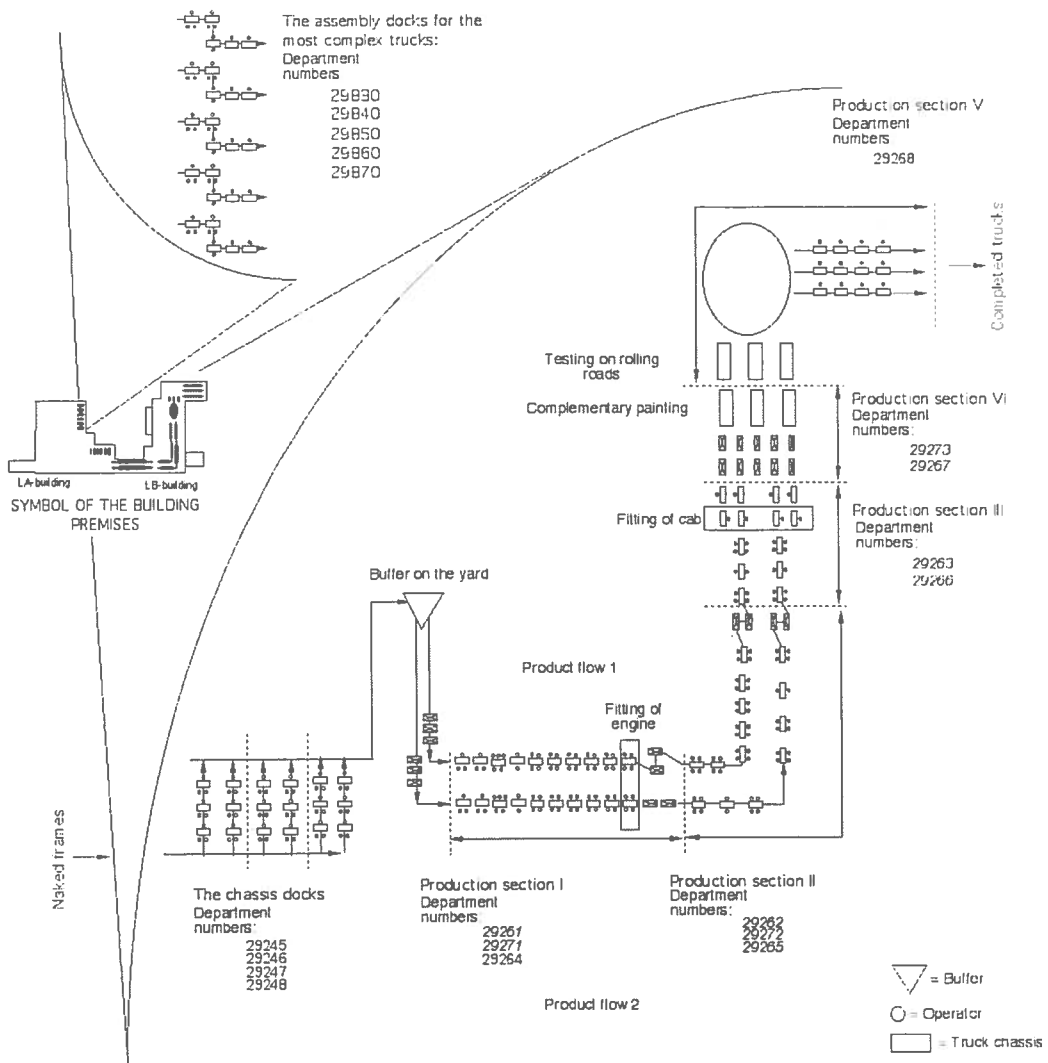 The assembly docks for the
most complex trucks:
Department
numbers
29830
29840
29850
29860
29870
Production section V
Department
numbers
29268
Completed trucks
Testing on rolling
roads
Complementary painting
Production section VI
Department
numbers:
29273
29267
LA-building
LB-building
SYMBOL OF THE BUILDING
PREMISES
Fitting of cab
Production section III
Department
numbers:
29263
29266
Buffer on the yard
Product flow 1
Fitting of
engine
Naked frames
The chassis docks
Department
numbers:
29245
29246
29247
29248
Production section I
Department
numbers:
29261
29271
29264
Production section II
Department
numbers:
29262
29272
29265
Product flow 2
= Buffer
= Operator
= Truck chassis